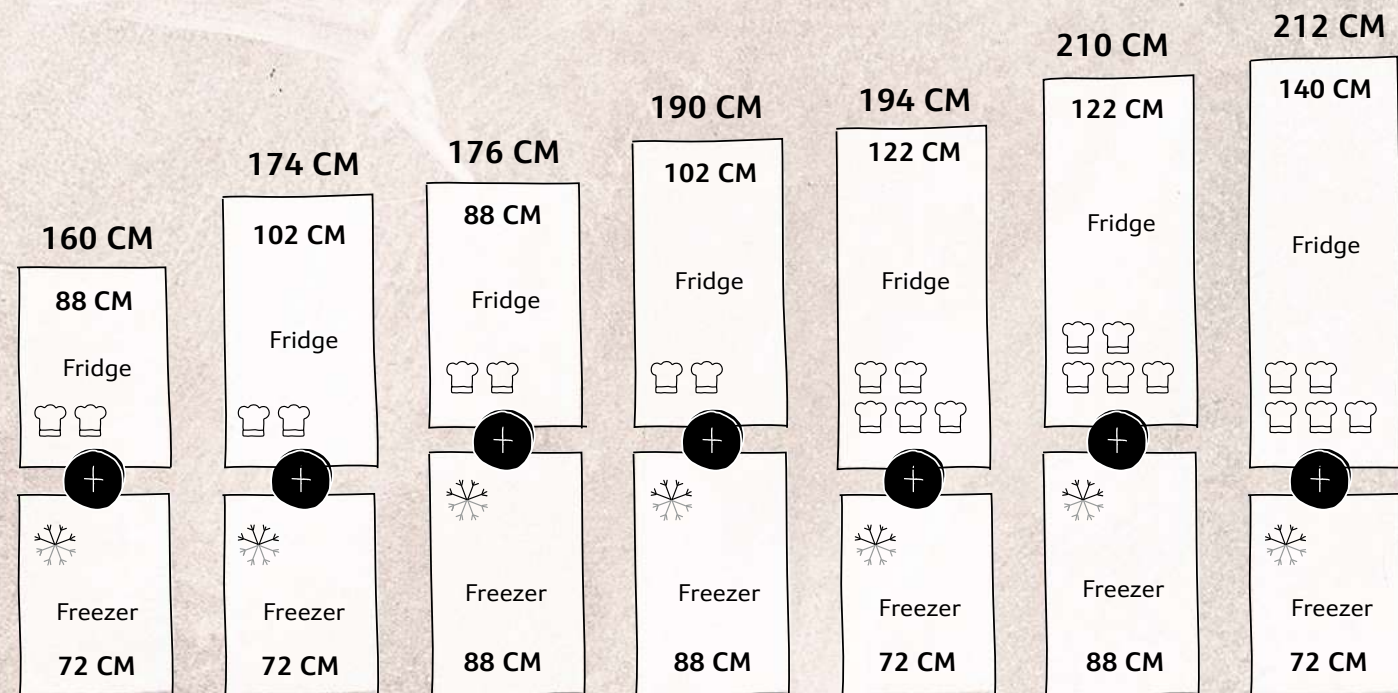 160 CM
88 CM
Fridge
Freezer
72 CM
174 CM
102 CM
Fridge
Freezer
72 CM
176 CM
88 CM
Fridge
Freezer
88 CM
190 CM
102 CM
Fridge
Freezer
88 CM
194 CM
122 CM
Fridge
Freezer
72 CM
210 CM
122 CM
Fridge
Freezer
88 CM
212 CM
140 CM
Fridge
Freezer
72 CM